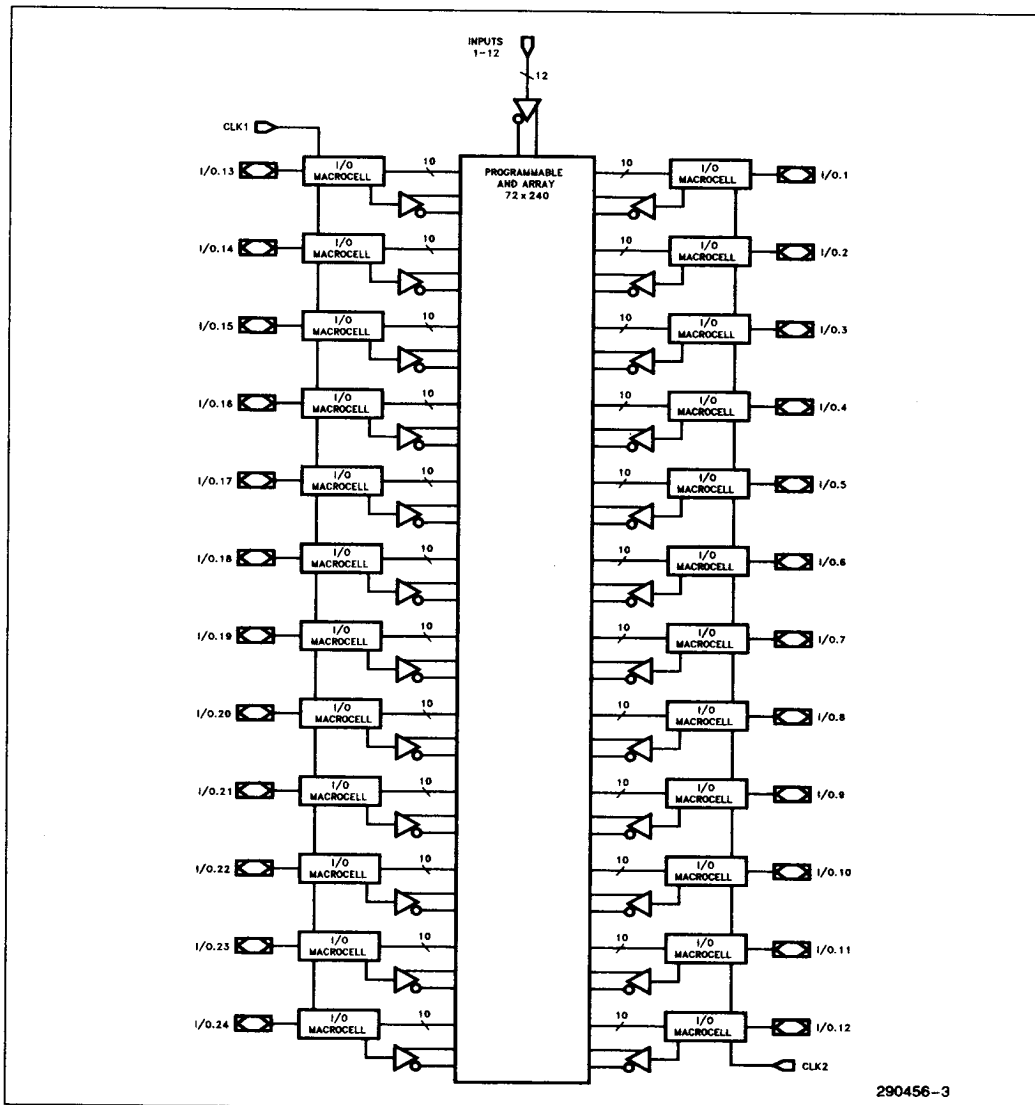 INPUTS
1-12
12
CLK1
I/O.13
I/O
MACROCELL
10
PROGRAMMABLE
AND ARRAY
72 x 240
10
I/O
MACROCELL
I/O.1
I/O.14
I/O
MACROCELL
10
10
I/O
MACROCELL
I/O.2
I/O.15
I/O
MACROCELL
10
10
I/O
MACROCELL
I/O.3
I/O.16
I/O
MACROCELL
10
10
I/O
MACROCELL
I/O.4
I/O.17
I/O
MACROCELL
10
10
I/O
MACROCELL
I/O.5
I/O.18
I/O
MACROCELL
10
10
I/O
MACROCELL
I/O.6
I/O.19
I/O
MACROCELL
10
10
I/O
MACROCELL
I/O.7
I/O.20
I/O
MACROCELL
10
10
I/O
MACROCELL
I/O.8
I/O.21
I/O
MACROCELL
10
10
I/O
MACROCELL
I/O.9
I/O.22
I/O
MACROCELL
10
10
I/O
MACROCELL
I/O.10
I/O.23
I/O
MACROCELL
10
10
I/O
MACROCELL
I/O.11
I/O.24
I/O
MACROCELL
10
10
I/O
MACROCELL
I/O.12
CLK2
290456-3